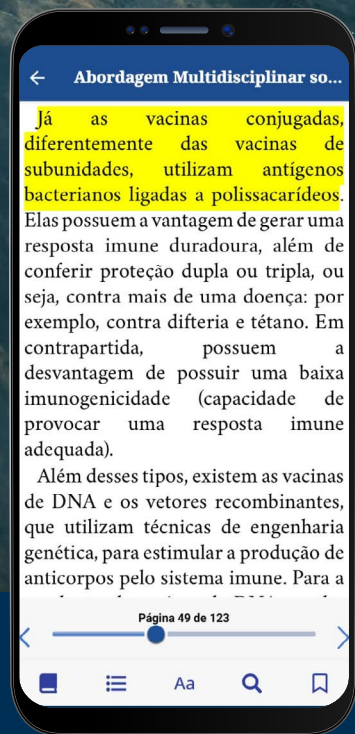 Abordagem Multidisciplinar so...
Já as vacinas conjugadas,
diferentemente das vacinas de
subunidades, utilizam antígenos
bacterianos ligadas a polissacarídeos.
Elas possuem a vantagem de gerar uma
resposta imune duradoura, além de
conferir proteção dupla ou tripla, ou
seja, contra mais de uma doença: por
exemplo, contra difteria e tétano. Em
contrapartida, possuem a
desvantagem de possuir uma baixa
imunogenicidade (capacidade de
provocar uma resposta imune
adequada).
Além desses tipos, existem as vacinas
de DNA e os vetores recombinantes,
que utilizam técnicas de engenharia
genética, para estimular a produção de
anticorpos pelo sistema imune. Para a
Página 49 de 123
Aa